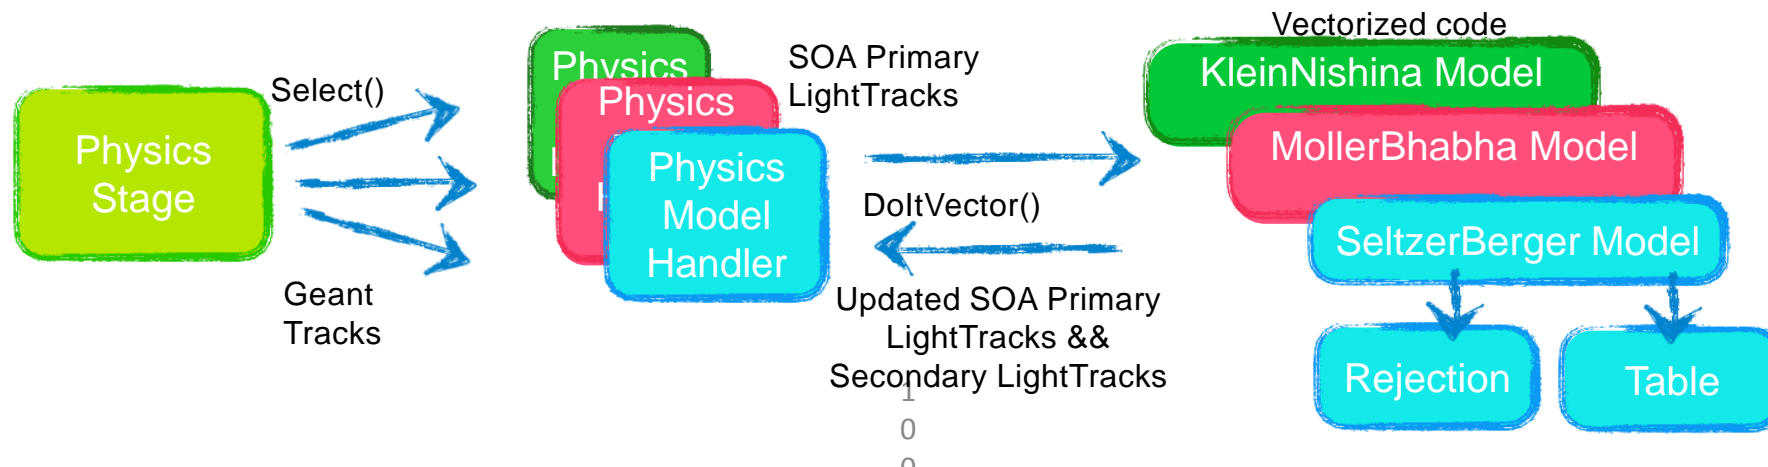 Physics
Stage
Select()
Geant
Tracks
Physics
Physics
Physics
Model
Handler
SOA Primary
LightTracks
DoItVector()
Updated SOA Primary
LightTracks &&
Secondary LightTracks
1
0
0
Vectorized code
KleinNishina Model
MollerBhabha Model
SeltzerBerger Model
Rejection
Table